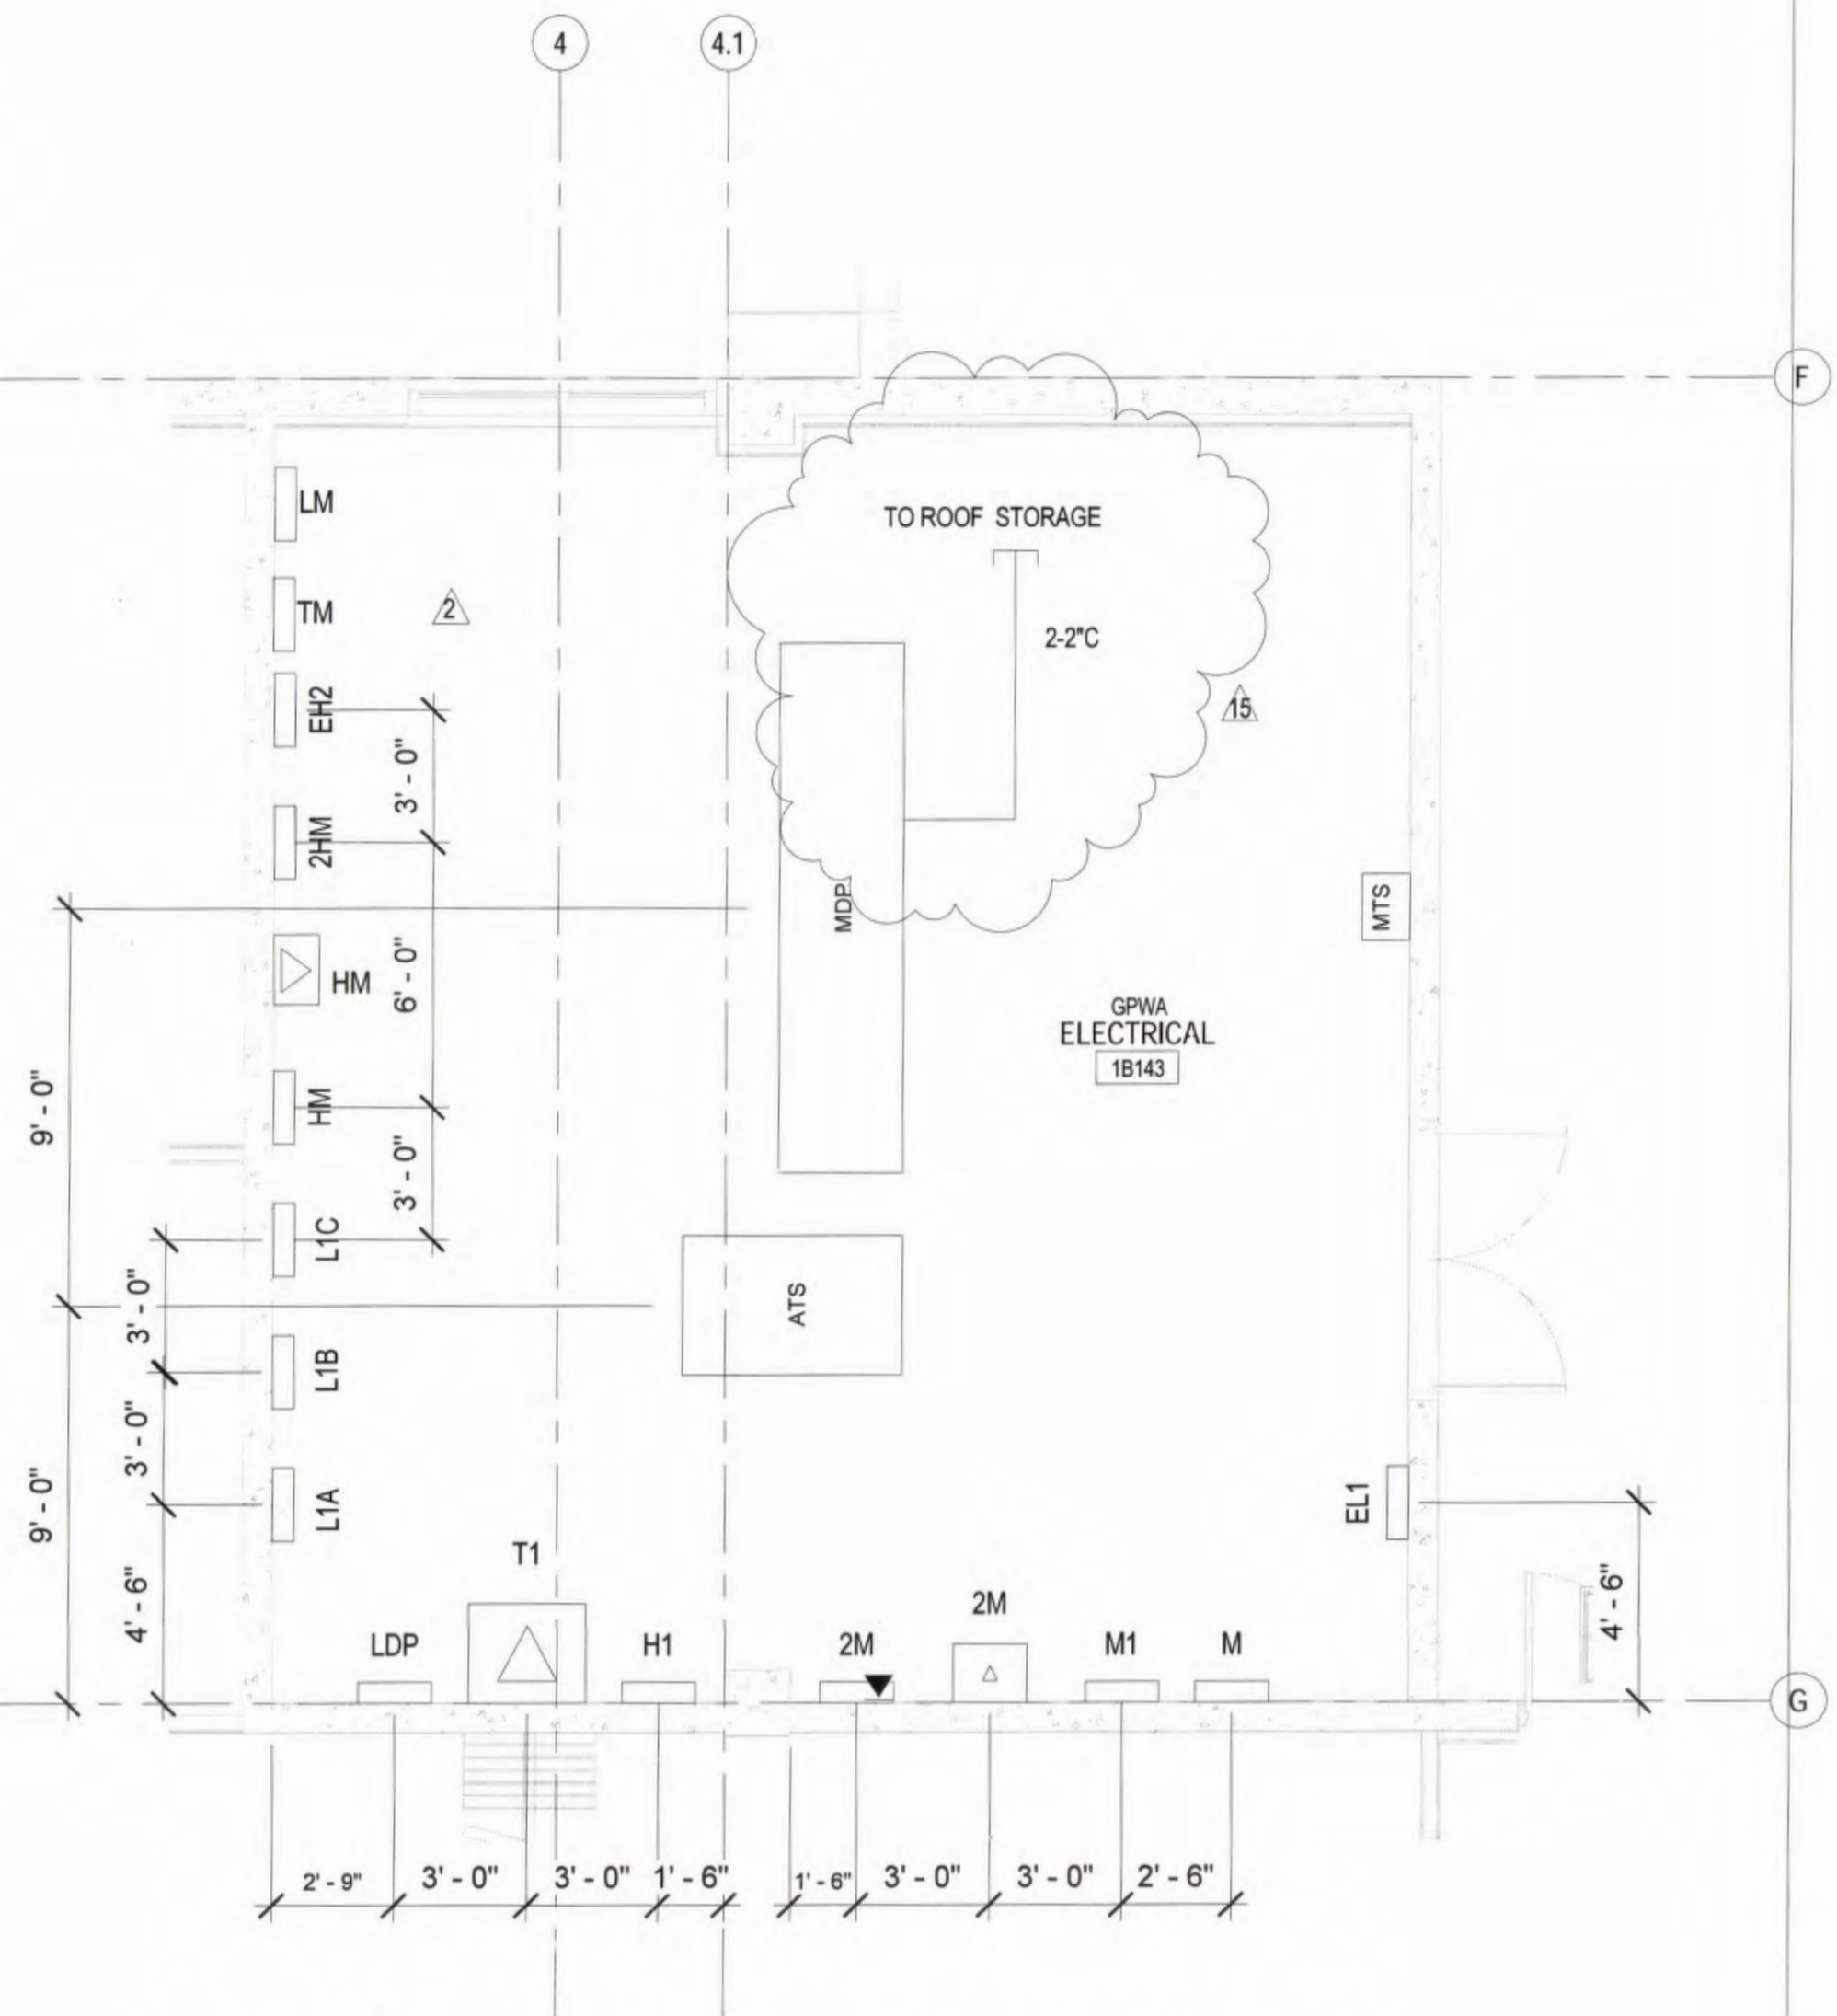 4
4.1
F
LM
TO ROOF STORAGE
TM
2
2-2"C
EH2
15
3' - 0"
2HM
MDP
MTS
HM
6' - 0"
GPWA
ELECTRICAL
1B143
9' - 0"
HM
3' - 0"
L1C
3' - 0"
ATS
L1B
3' - 0"
9' - 0"
L1A
EL1
T1
4' - 6"
4' - 6"
2M
LDP
H1
2M
M1
M
G
2' - 9"
3' - 0"
3' - 0"
1' - 6"
1' - 6"
3' - 0"
3' - 0"
2' - 6"